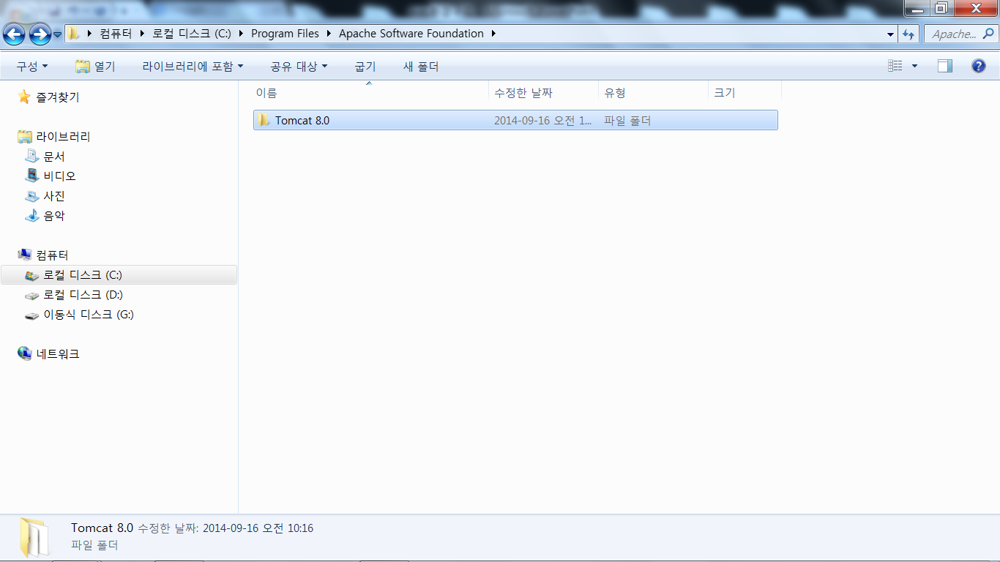 컴퓨터 로컬 디스크 (C:) Program Files Apache Software Foundation Apache...
구성 열기 라이브러리에 포함 공유 대상 굽기 새 폴더
이름 수정한 날짜 유형 크기
즐겨찾기
Tomcat 8.0 2014-09-16 오전 1... 파일 폴더
라이브러리
문서
비디오
사진
음악
컴퓨터
로컬 디스크 (C:)
로컬 디스크 (D:)
이동식 디스크 (G:)
네트워크
Tomcat 8.0 수정한 날짜: 2014-09-16 오전 10:16
파일 폴더